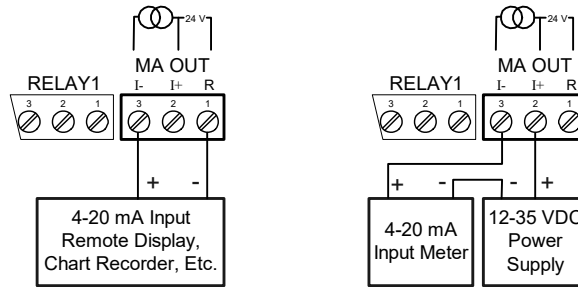 24 V
MA OUT
RELAY1 I- I+ R
3 2 1 3 2 1
+ -
4-20 mA Input
Remote Display,
Chart Recorder, Etc.
24 V
MA OUT
RELAY1 I- I+ R
3 2 1 3 2 1
+ - - +
4-20 mA
Input Meter
12-35 VDC
Power
Supply